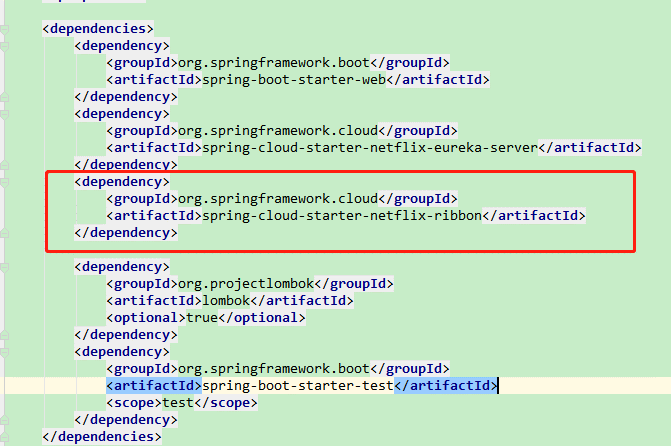 <dependencies>
<dependency>
<groupId>org.springframework.boot</groupId>
<artifactId>spring-boot-starter-web</artifactId>
</dependency>
<dependency>
<groupId>org.springframework.cloud</groupId>
<artifactId>spring-cloud-starter-netflix-eureka-server</artifactId>
</dependency>
<dependency>
<groupId>org.springframework.cloud</groupId>
<artifactId>spring-cloud-starter-netflix-ribbon</artifactId>
</dependency>
<dependency>
<groupId>org.projectlombok</groupId>
<artifactId>lombok</artifactId>
<optional>true</optional>
</dependency>
<dependency>
<groupId>org.springframework.boot</groupId>
<artifactId>spring-boot-starter-test</artifactId>
<scope>test</scope>
</dependency>
</dependencies>